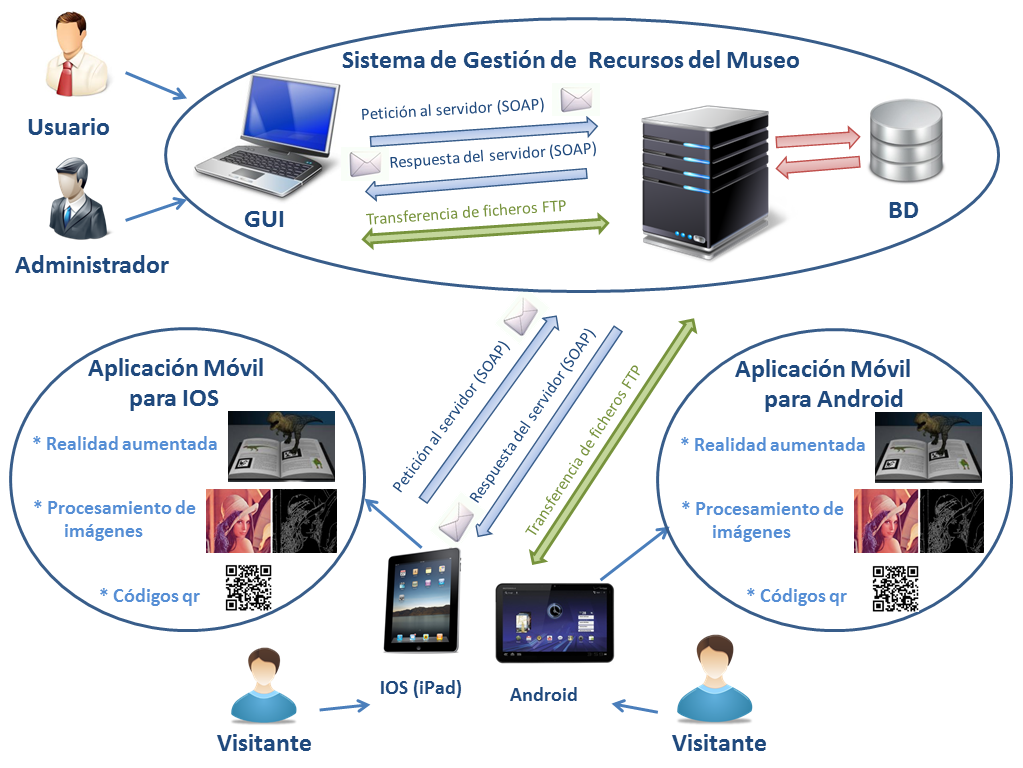 Sistema de Gestión de Recursos del Museo
Usuario
Administrador
GUI
Petición al servidor (SOAP)
Respuesta del servidor (SOAP)
Transferencia de ficheros FTP
BD
Petición al servidor (SOAP)
Respuesta del servidor (SOAP)
Transferencia de ficheros FTP
Aplicación Móvil
para IOS
* Realidad aumentada
* Procesamiento de
imágenes
* Códigos qr
Aplicación Móvil
para Android
* Realidad aumentada
* Procesamiento de
imágenes
* Códigos qr
IOS (iPad)
Android
Visitante
Visitante